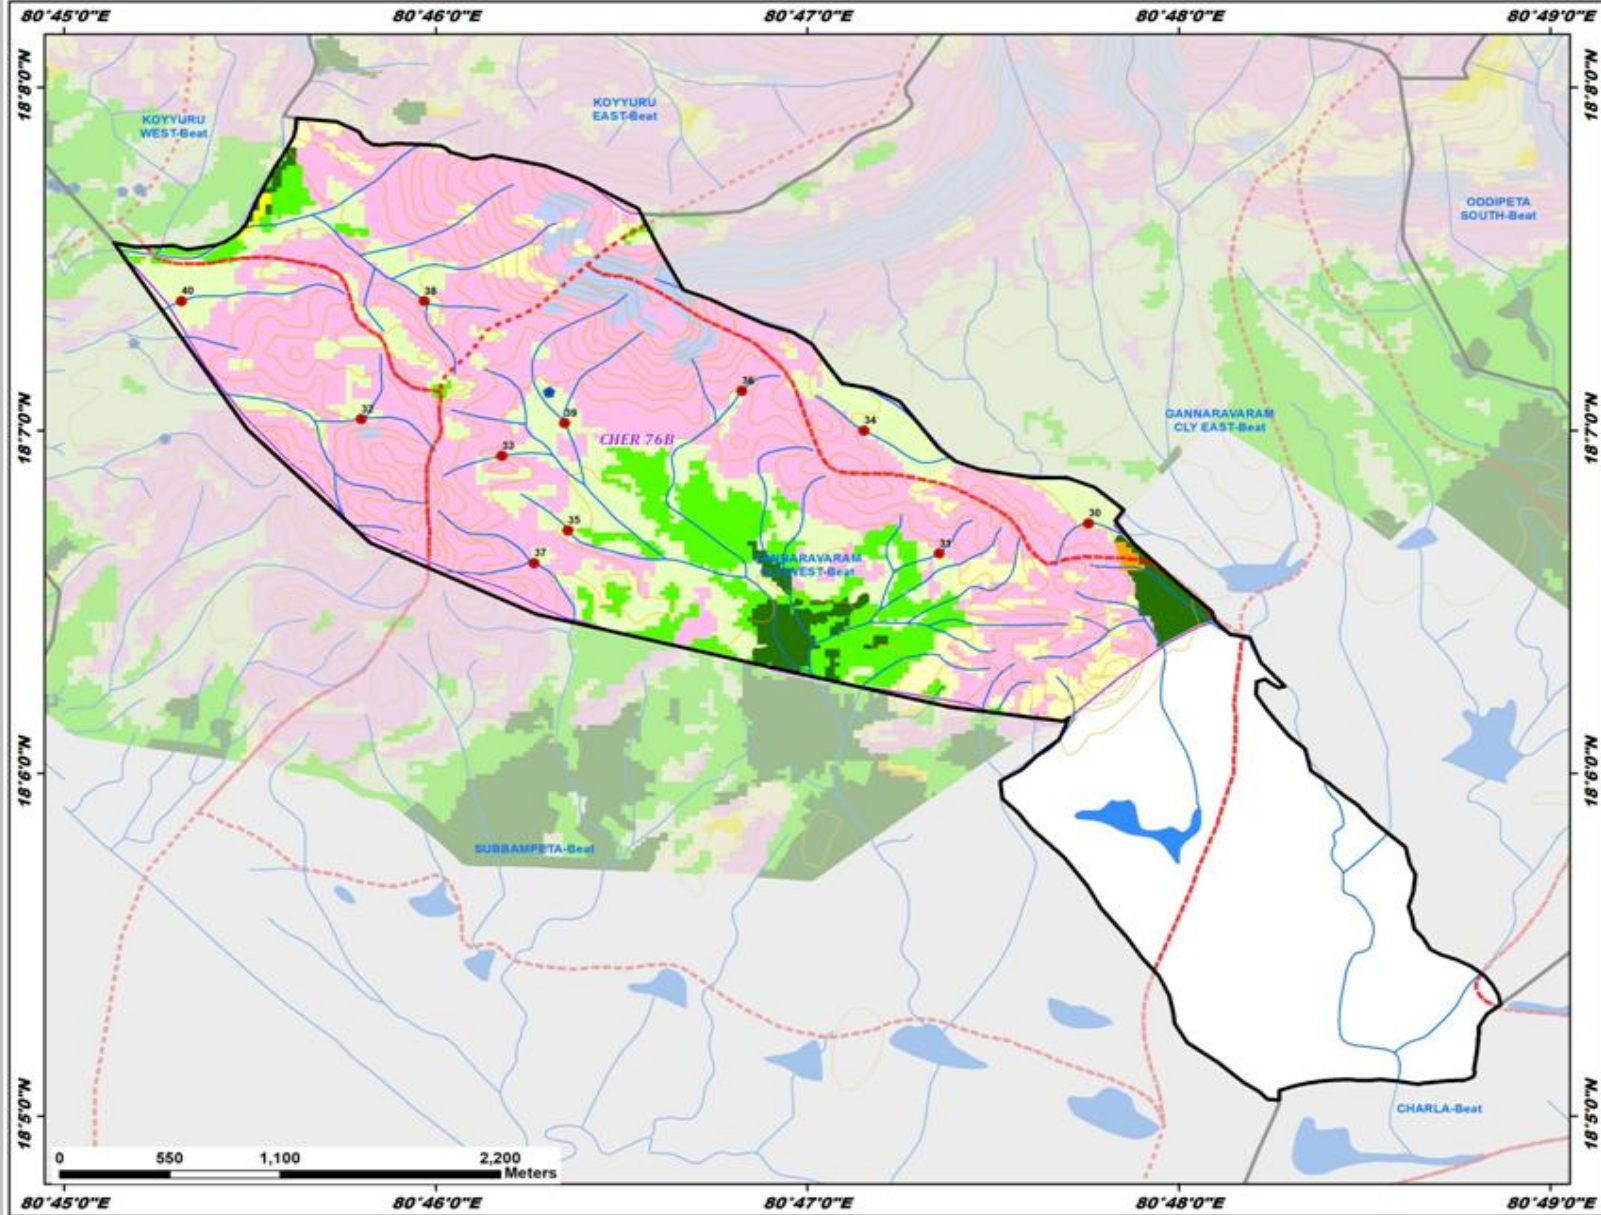 80°45'0"E 80°46'0"E 80°47'0"E 80°48'0"E 80°49'0"E
18°8'0"N
18°8'0"N
KOYYURU
EAST-Beat
KOYYURU
WEST-Beat
OODIPETA
SOUTH-Beat
40
38
36
32
39
34
GANNARAVARAM
CLY EAST-Beat
18°7'0"N
18°7'0"N
CHER 76B
33
35
30
31
37
WEST-Beat
18°6'0"N
18°6'0"N
SUBBAMPETA-Beat
18°5'0"N
18°5'0"N
CHARLA-Beat
0 550 1,100 2,200
Meters
80°45'0"E 80°46'0"E 80°47'0"E 80°48'0"E 80°49'0"E